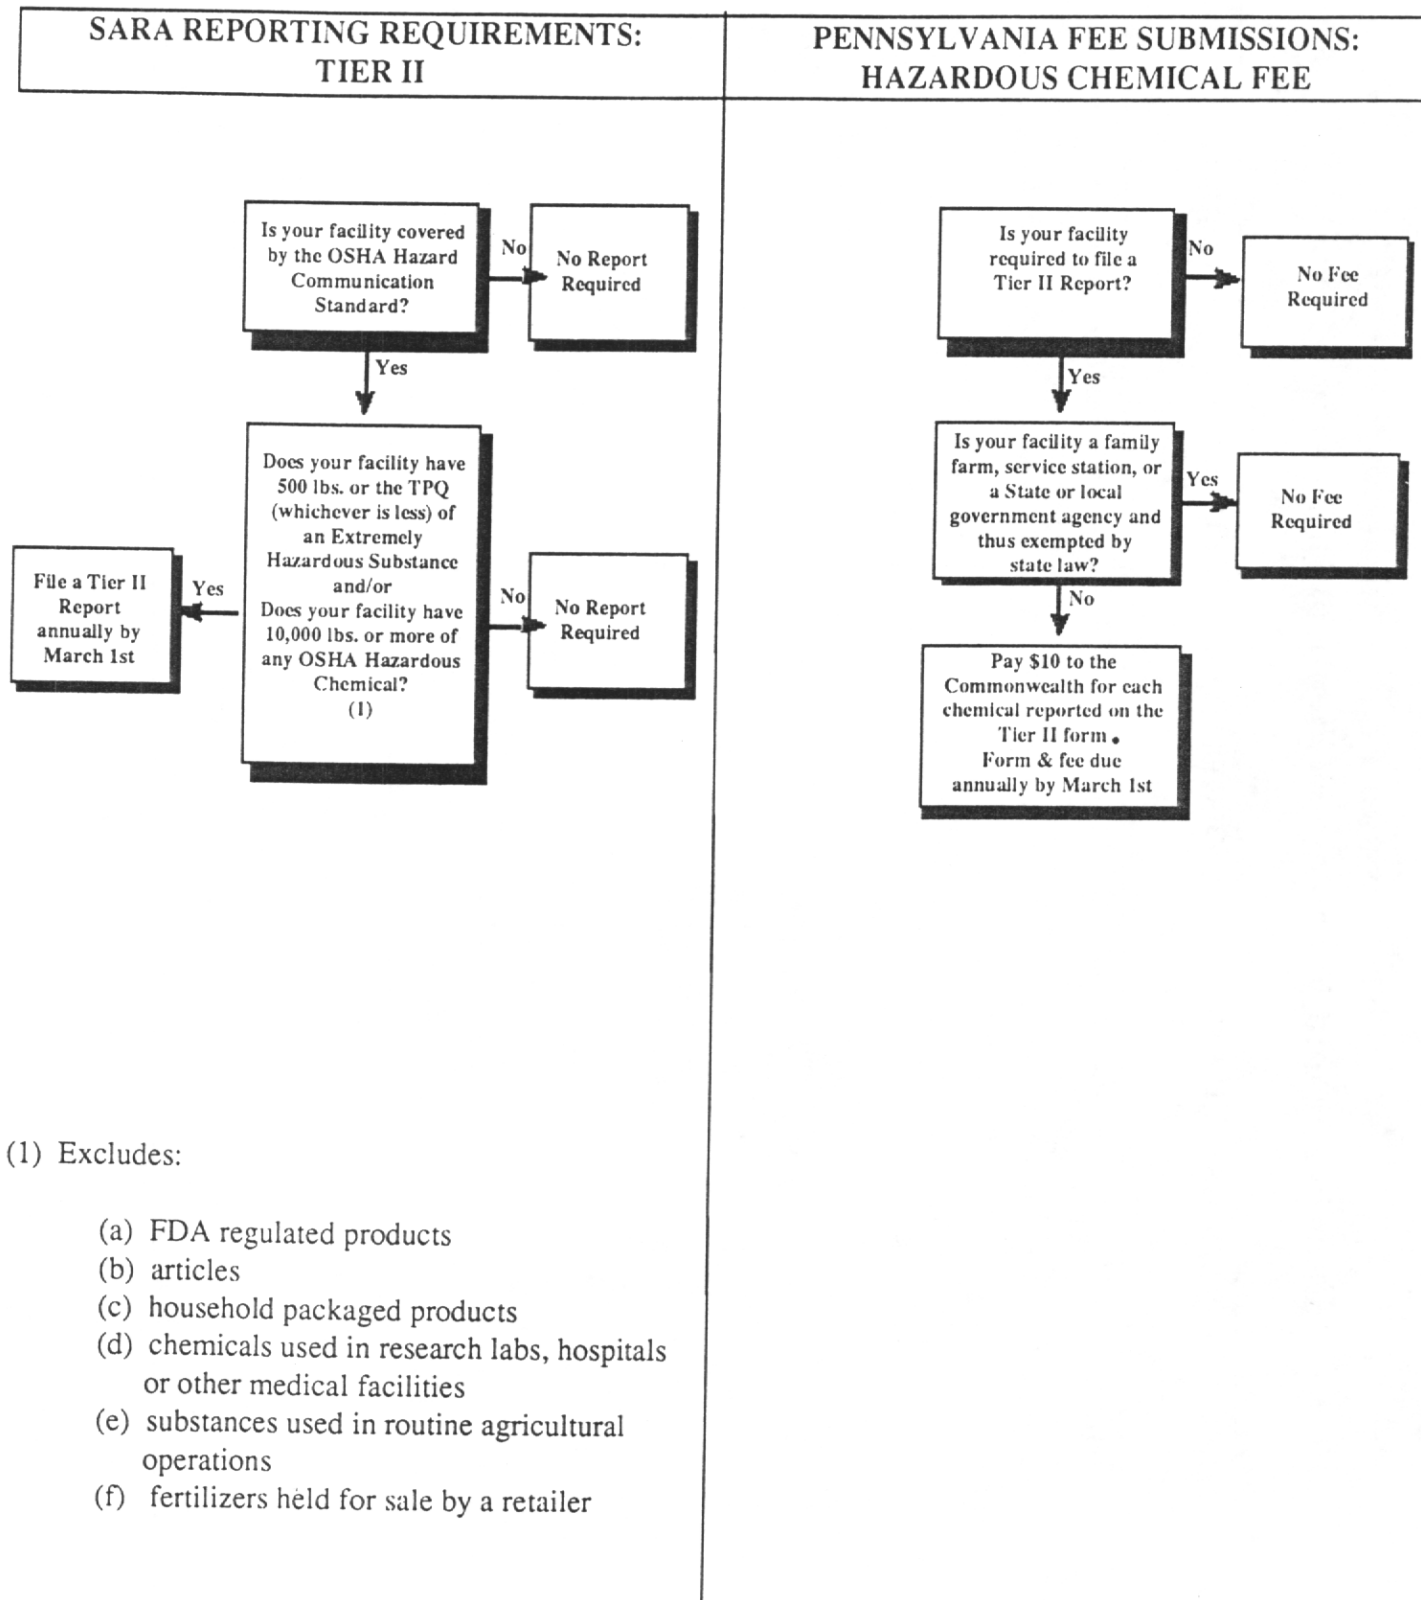 SARA REPORTING REQUIREMENTS:
TIER II
Is your facility covered
by the OSHA Hazard
Communication
Standard?
No
No Report
Required
Yes
Does your facility have
500 lbs. or the TPQ
(whichever is less) of
an Extremely
Hazardous Substance
and/or
Does your facility have
10,000 lbs. or more of
any OSHA Hazardous
Chemical?
(1)
Yes
File a Tier II
Report
annually by
March 1st
No
No Report
Required
(1) Excludes:
(a) FDA regulated products
(b) articles
(c) household packaged products
(d) chemicals used in research labs, hospitals
or other medical facilities
(e) substances used in routine agricultural
operations
(f) fertilizers held for sale by a retailer
PENNSYLVANIA FEE SUBMISSIONS:
HAZARDOUS CHEMICAL FEE
Is your facility
required to file a
Tier II Report?
No
No Fee
Required
Yes
Is your facility a family
farm, service station, or
a State or local
government agency and
thus exempted by
state law?
Yes
No Fee
Required
No
Pay $10 to the
Commonwealth for each
chemical reported on the
Tier II form.
Form & fee due
annually by March 1st